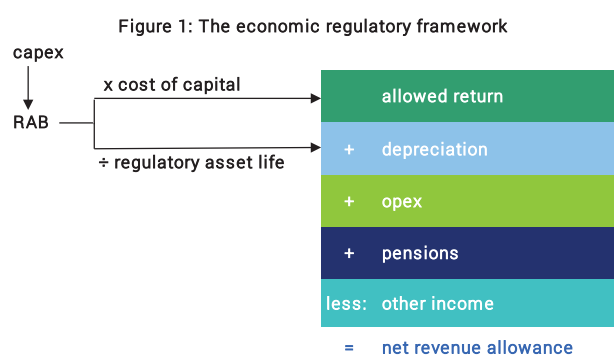 Figure 1: The economic regulatory framework
capex
x cost of capital
RAB
÷ regulatory asset life
allowed return
+ depreciation
+ opex
+ pensions
less: other income
= net revenue allowance